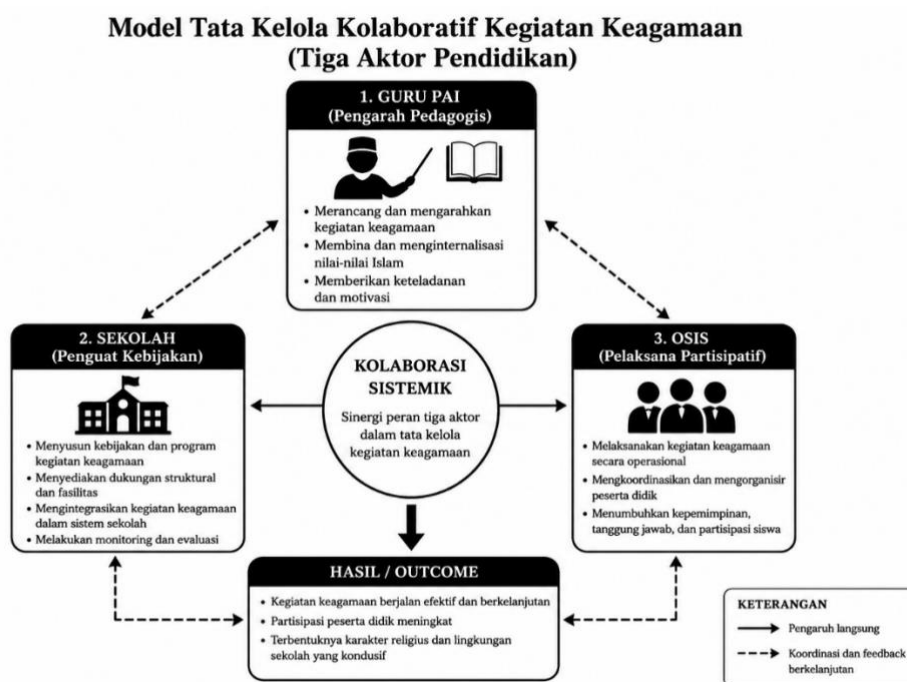 Model Tata Kelola Kolaboratif Kegiatan Keagamaan
(Tiga Aktor Pendidikan)
1. GURU PAI
(Pengarah Pedagogis)
• Merancang dan mengarahkan
kegiatan keagamaan
• Membina dan menginternalisasi
nilai-nilai Islam
• Memberikan keteladanan
dan motivasi
2. SEKOLAH
(Penguat Kebijakan)
• Menyusun kebijakan dan program
kegiatan keagamaan
• Menyediakan dukungan struktural
dan fasilitas
• Mengintegrasikan kegiatan keagamaan
dalam sistem sekolah
• Melakukan monitoring dan evaluasi
KOLABORASI
SISTEMIK
Sinergi peran tiga aktor
dalam tata kelola
kegiatan keagamaan
3. OSIS
(Pelaksana Partisipatif)
• Melaksanakan kegiatan keagamaan
secara operasional
• Mengkoordinasikan dan mengorganisir
peserta didik
• Menumbuhkan kepemimpinan,
tanggung jawab, dan partisipasi siswa
HASIL / OUTCOME
• Kegiatan keagamaan berjalan efektif dan berkelanjutan
• Partisipasi peserta didik meningkat
• Terbentuknya karakter religius dan lingkungan
sekolah yang kondusif
KETERANGAN
Pengaruh langsung
Koordinasi dan feedback
berkelanjutan